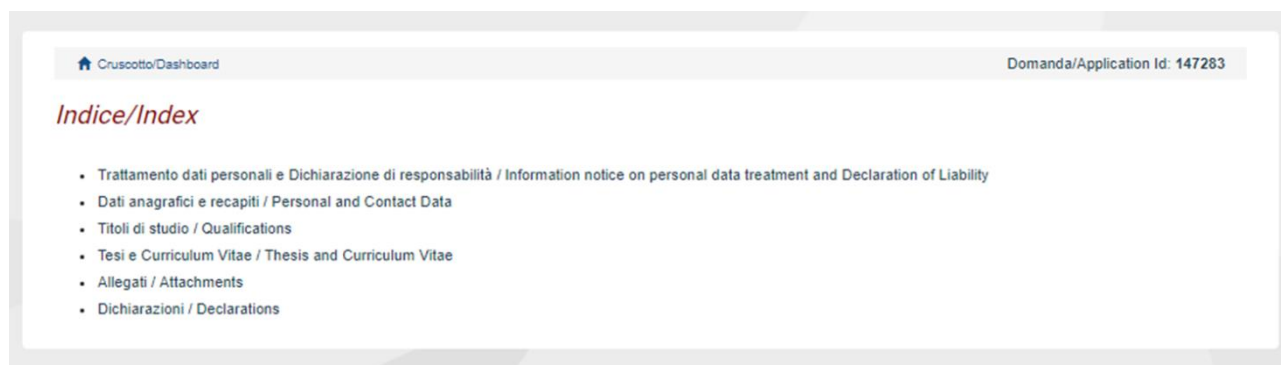 Cruscotto/Dashboard
Domanda/Application Id: 147283
Indice/Index
Trattamento dati personali e Dichiarazione di responsabilità / Information notice on personal data treatment and Declaration of Liability
Dati anagrafici e recapiti / Personal and Contact Data
Titoli di studio / Qualifications
Tesi e Curriculum Vitae / Thesis and Curriculum Vitae
Allegati / Attachments
Dichiarazioni / Declarations